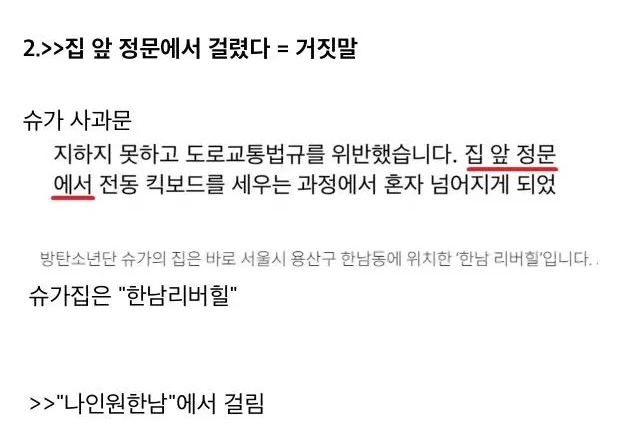 2.>>집 앞 정문에서 걸렸다 = 거짓말
슈가 사과문
지하지 못하고 도로교통법규를 위반했습니다. 집 앞 정문
에서 전동 킥보드를 세우는 과정에서 혼자 넘어지게 되었
방탄소년단 슈가의 집은 바로 서울시 용산구 한남동에 위치한 '한남 리버힐'입니다.
슈가집은 "한남리버힐"
>>"나인원한남"에서 걸림